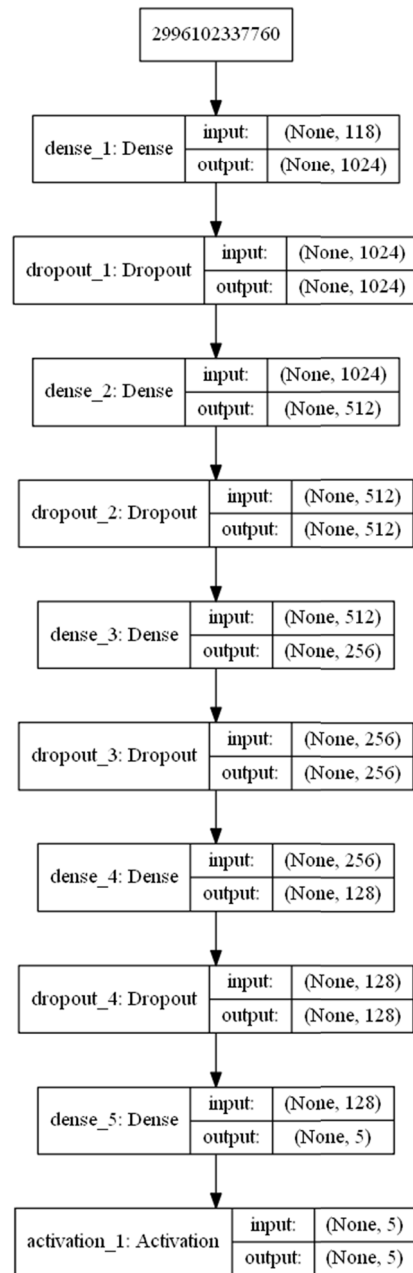 2996102337760
dense_1: Dense
input: (None, 118)
output: (None, 1024)
dropout_1: Dropout
input: (None, 1024)
output: (None, 1024)
dense_2: Dense
input: (None, 1024)
output: (None, 512)
dropout_2: Dropout
input: (None, 512)
output: (None, 512)
dense_3: Dense
input: (None, 512)
output: (None, 256)
dropout_3: Dropout
input: (None, 256)
output: (None, 256)
dense_4: Dense
input: (None, 256)
output: (None, 128)
dropout_4: Dropout
input: (None, 128)
output: (None, 128)
dense_5: Dense
input: (None, 128)
output: (None, 5)
activation_1: Activation
input: (None, 5)
output: (None, 5)